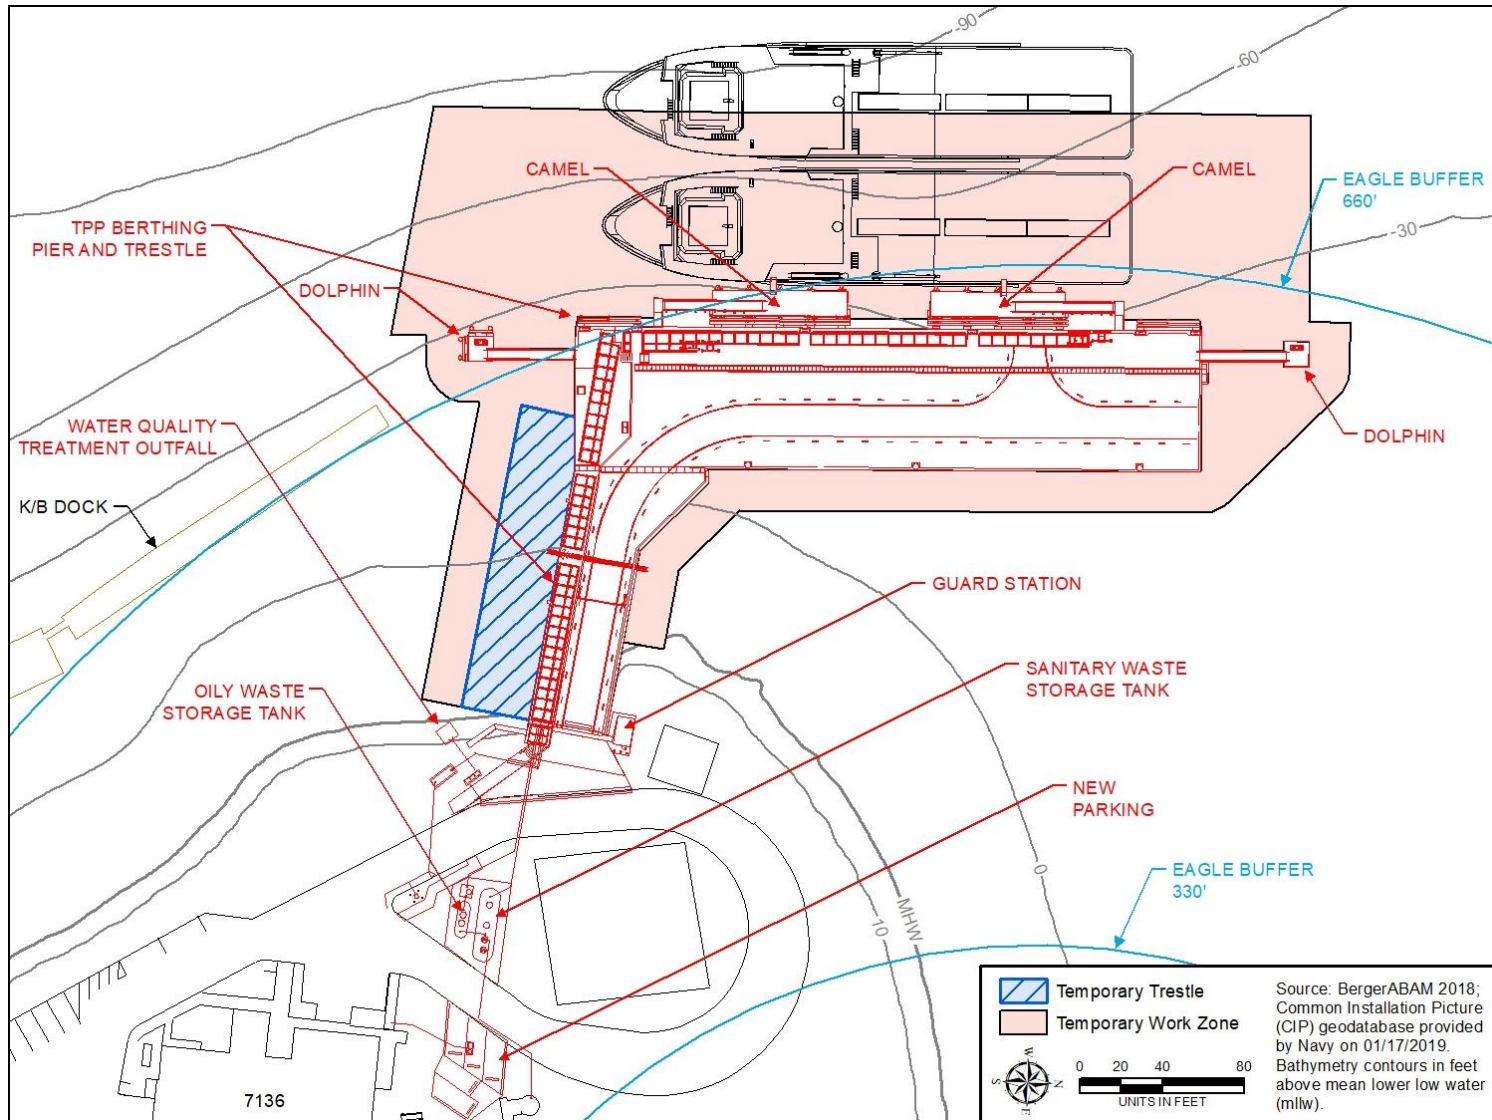 -90
-60
CAMEL
CAMEL
EAGLE BUFFER
660'
-30
TPP BERTHING
PIER AND TRESTLE
DOLPHIN
WATER QUALITY
TREATMENT OUTFALL
DOLPHIN
K/B DOCK
GUARD STATION
SANITARY WASTE
STORAGE TANK
OILY WASTE
STORAGE TANK
NEW
PARKING
0
EAGLE BUFFER
330'
MHW
10
7136
Temporary Trestle
Temporary Work Zone
W
S
N
E
0 20 40 80
UNITS IN FEET
Source: BergerABAM 2018;
Common Installation Picture
(CIP) geodatabase provided
by Navy on 01/17/2019.
Bathymetry contours in feet
above mean lower low water
(mllw).